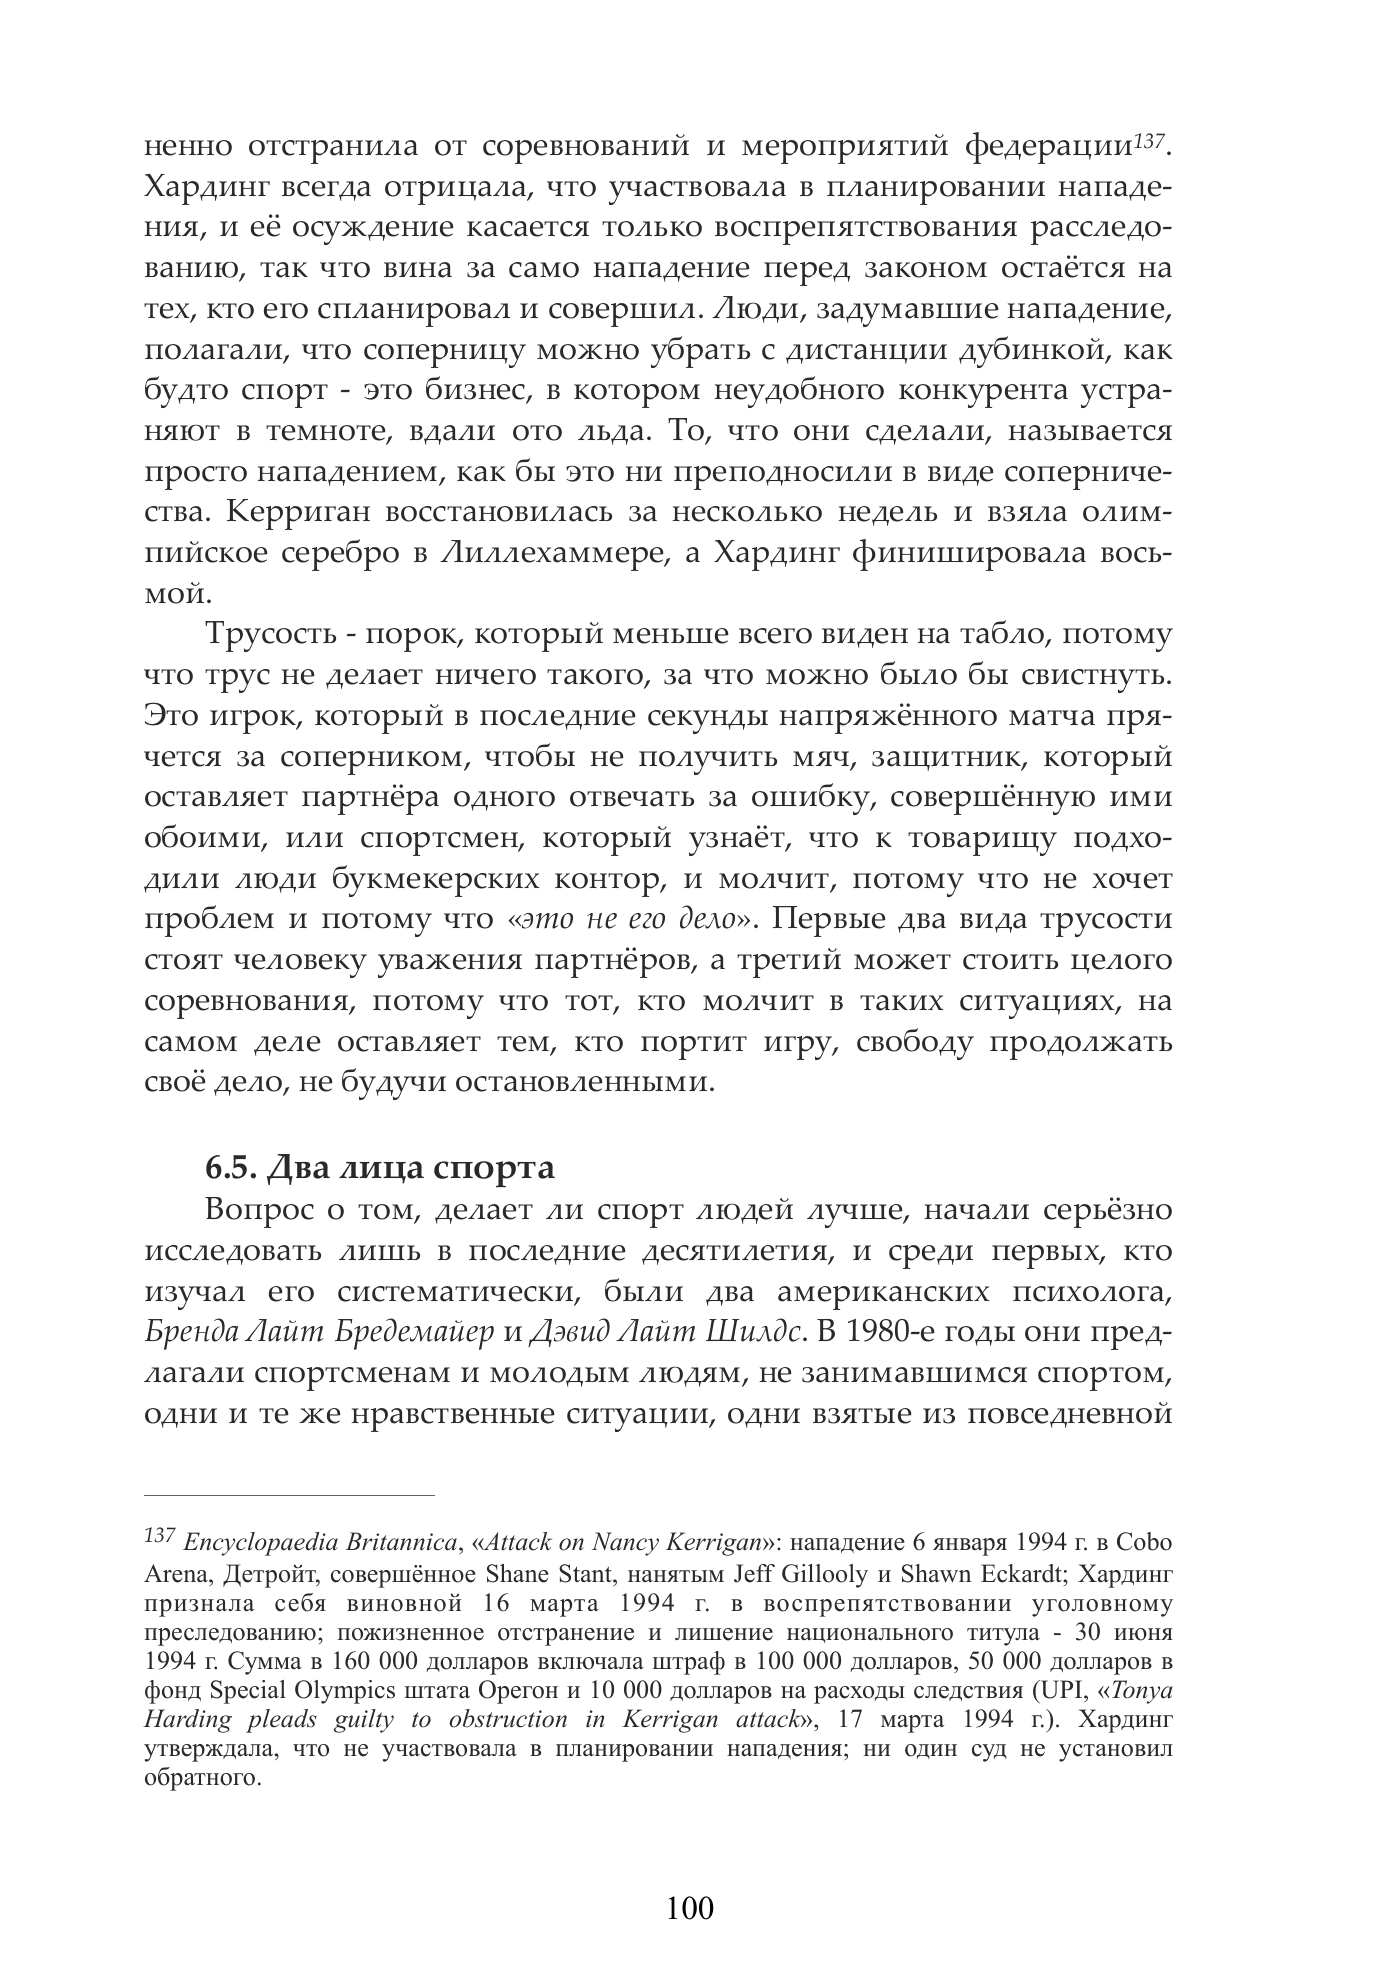 ненно отстранила от соревнований и мероприятий федерации137.
Хардинг всегда отрицала, что участвовала в планировании нападе-
ния, и её осуждение касается только воспрепятствования расследо-
ванию, так что вина за само нападение перед законом остаётся на
тех, кто его спланировал и совершил. Люди, задумавшие нападение,
полагали, что соперницу можно убрать с дистанции дубинкой, как
будто спорт - это бизнес, в котором неудобного конкурента устра-
няют в темноте, вдали ото льда. То, что они сделали, называется
просто нападением, как бы это ни преподносили в виде соперниче-
ства. Керриган восстановилась за несколько недель и взяла олим-
пийское серебро в Лиллехаммере, а Хардинг финишировала вось-
мой.
Трусость - порок, который меньше всего виден на табло, потому
что трус не делает ничего такого, за что можно было бы свистнуть.
Это игрок, который в последние секунды напряжённого матча пря-
чется за соперником, чтобы не получить мяч, защитник, который
оставляет партнёра одного отвечать за ошибку, совершённую ими
обоими, или спортсмен, который узнаёт, что к товарищу подхо-
дили люди букмекерских контор, и молчит, потому что не хочет
проблем и потому что «это не его дело». Первые два вида трусости
стоят человеку уважения партнёров, а третий может стоить целого
соревнования, потому что тот, кто молчит в таких ситуациях, на
самом деле оставляет тем, кто портит игру, свободу продолжать
своё дело, не будучи остановленными.
6.5. Два лица спорта
Вопрос о том, делает ли спорт людей лучше, начали серьёзно
исследовать лишь в последние десятилетия, и среди первых, кто
изучал его систематически, были два американских психолога,
Бренда Лайт Бредемайер и Дэвид Лайт Шилдс. В 1980-е годы они пред-
лагали спортсменам и молодым людям, не занимавшимся спортом,
одни и те же нравственные ситуации, одни взятые из повседневной
137 Encyclopaedia Britannica, «Attack on Nancy Kerrigan»: нападение 6 января 1994 г. в Cobo
Arena, Детройт, совершённое Shane Stant, нанятым Jeff Gillooly и Shawn Eckardt; Хардинг
признала себя виновной 16 марта 1994 г. в воспрепятствовании уголовному
преследованию; пожизненное отстранение и лишение национального титула - 30 июня
1994 г. Сумма в 160 000 долларов включала штраф в 100 000 долларов, 50 000 долларов в
фонд Special Olympics штата Орегон и 10 000 долларов на расходы следствия (UPI, «Tonya
Harding pleads guilty to obstruction in Kerrigan attack», 17 марта 1994 г.). Хардинг
утверждала, что не участвовала в планировании нападения; ни один суд не установил
обратного.
100